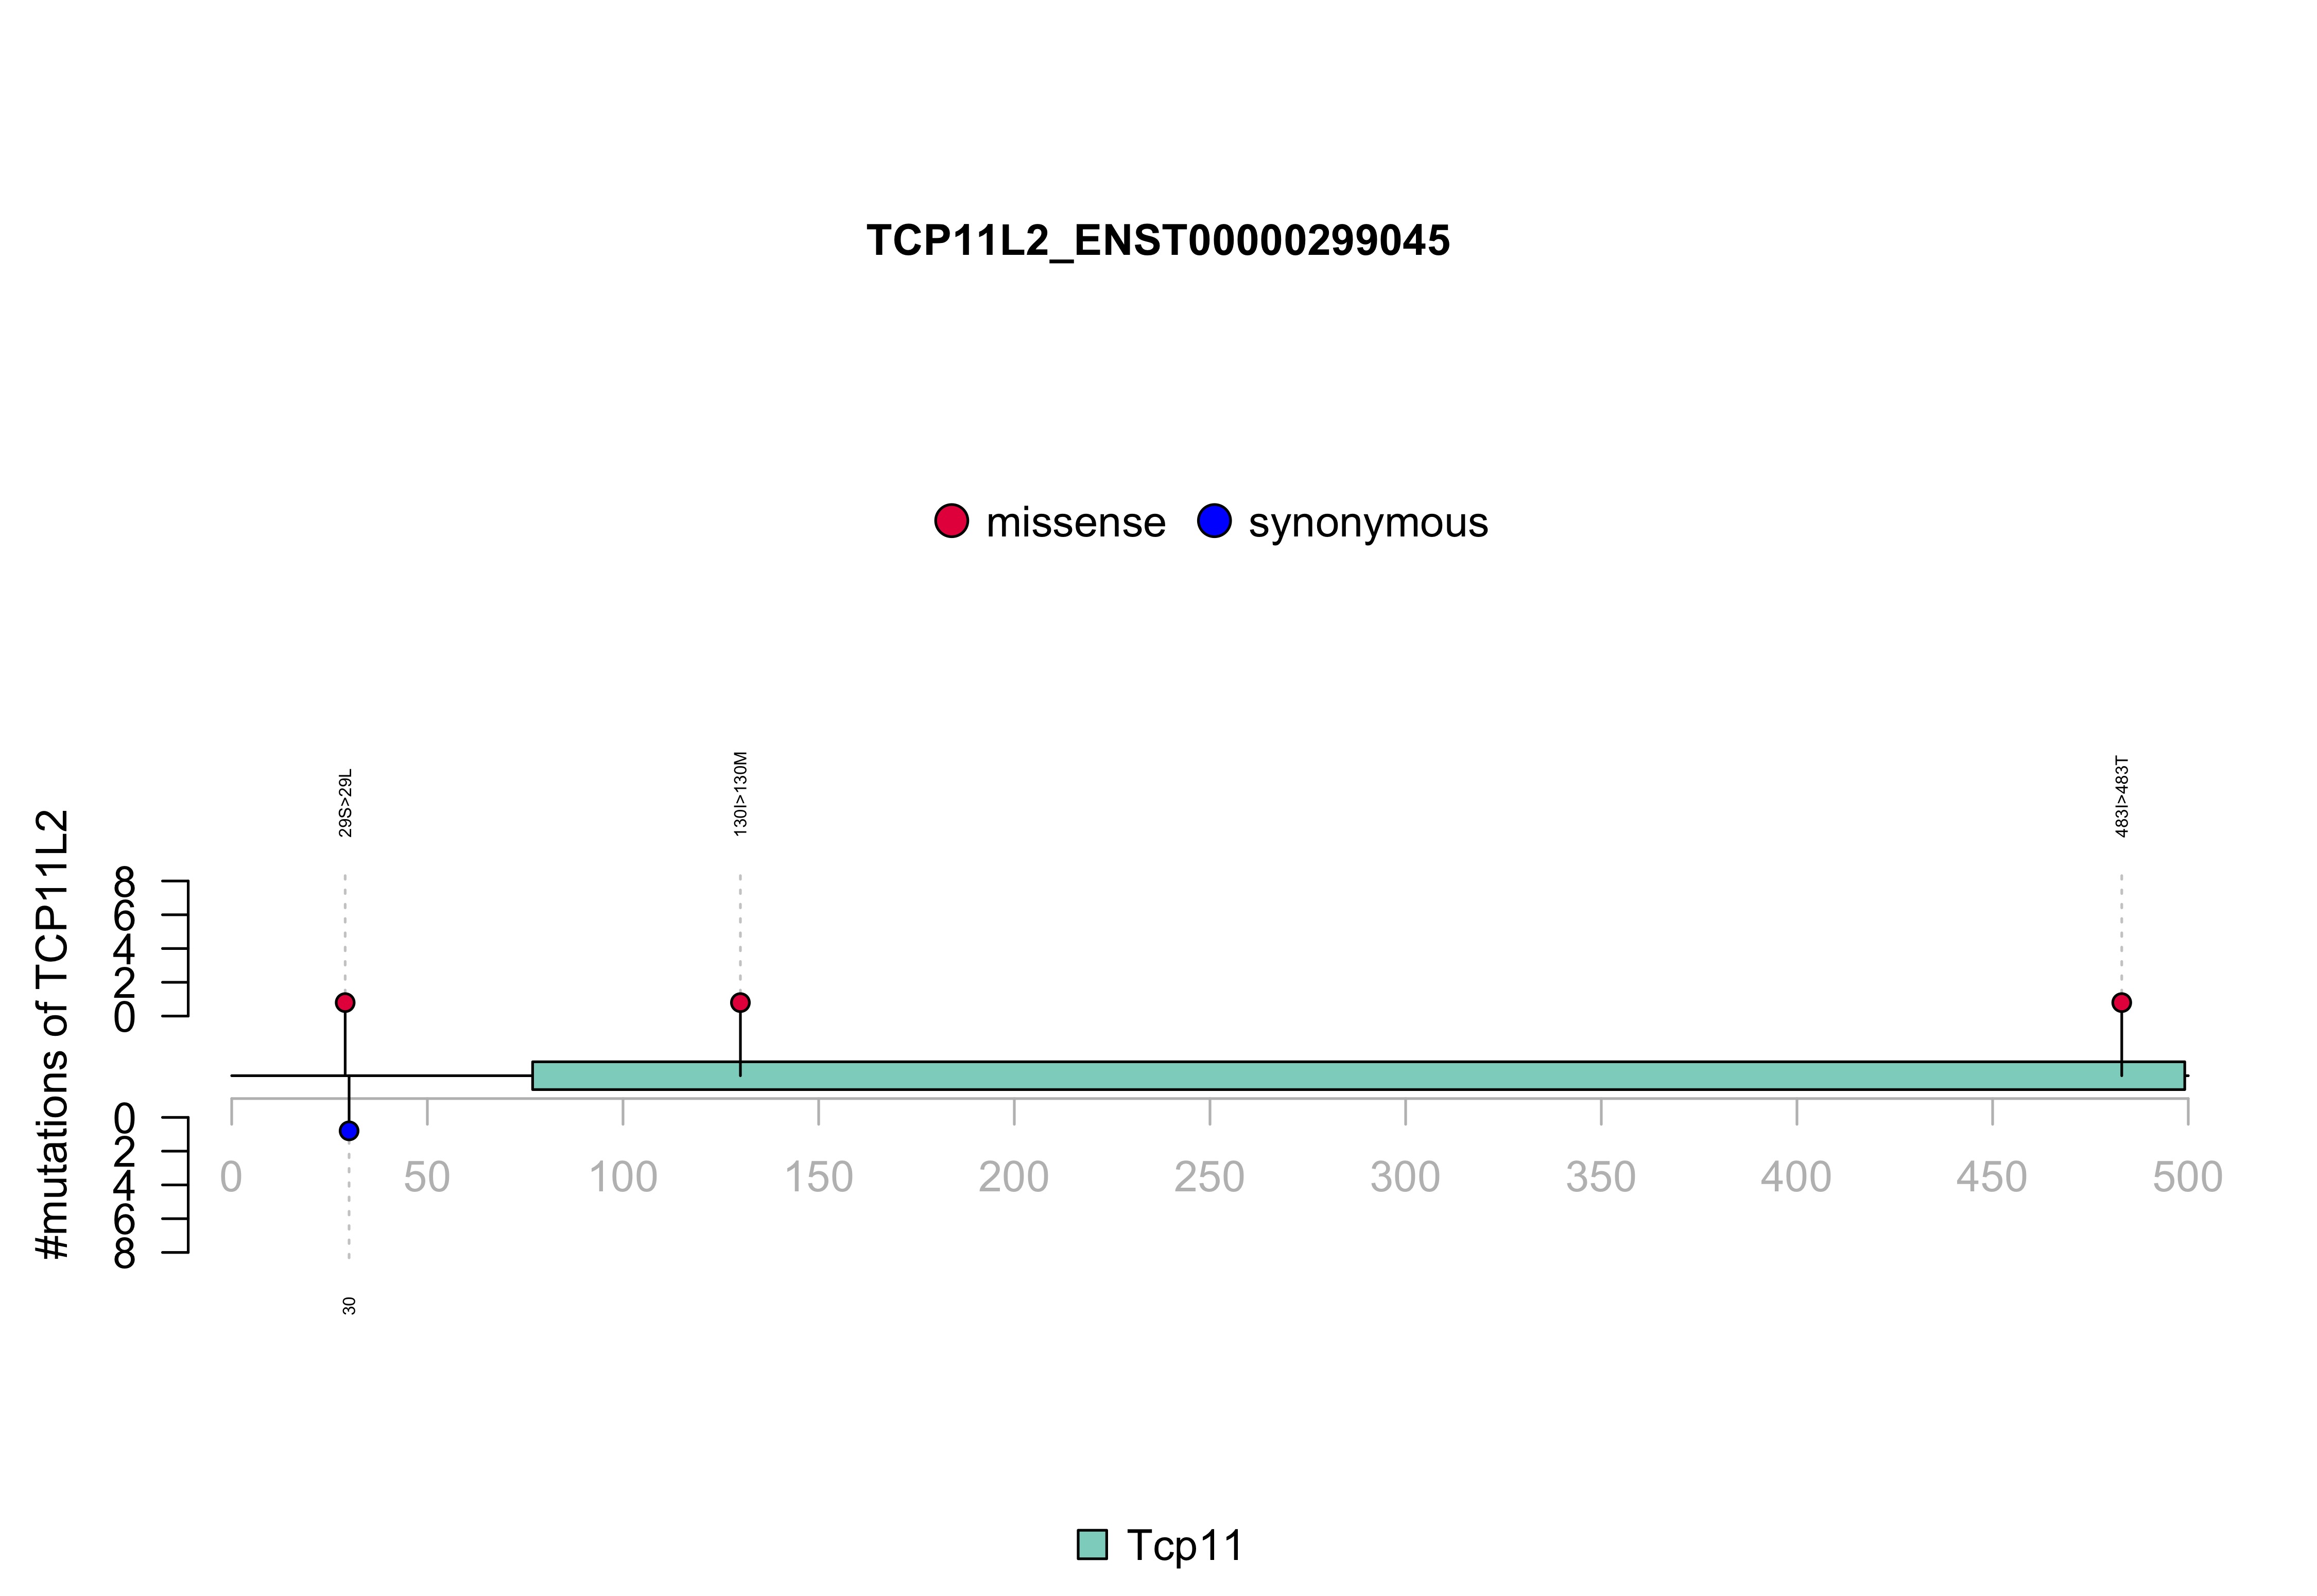 TCP11L2_ENST00000299045
missense synonymous
29S>29L
130I>130M
483I>483T
#mutations of TCP11L2
8
6
4
2
0
0
2
4
6
8
0 50 100 150 200 250 300 350 400 450 500
30
Tcp11